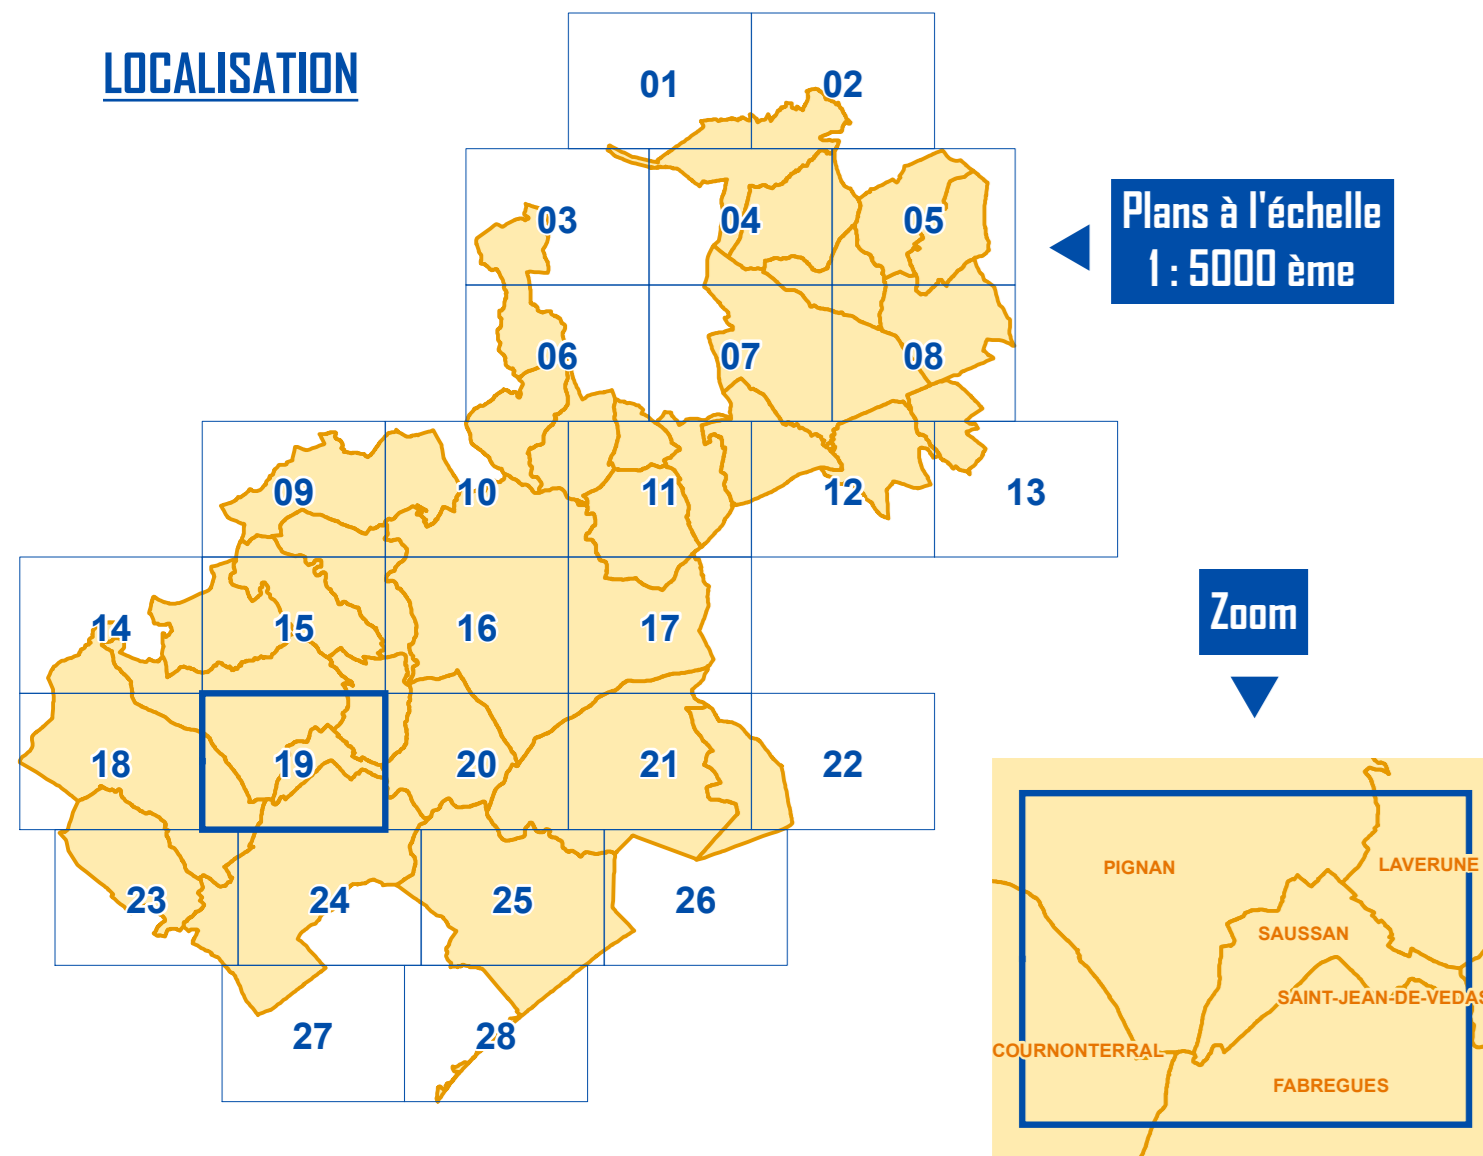 LOCALISATION
01 02
03 04 05
Plans à l'échelle
1 : 5000 ème
06 07 08
09 10 11 12 13
14 15 16 17
Zoom
18 19 20 21 22
23 24 25 26
27 28
PIGNAN
LAVERUNE
SAUSSAN
SAINT-JEAN-DE-VEDAS
COURNONTERRAL
FABREGUES